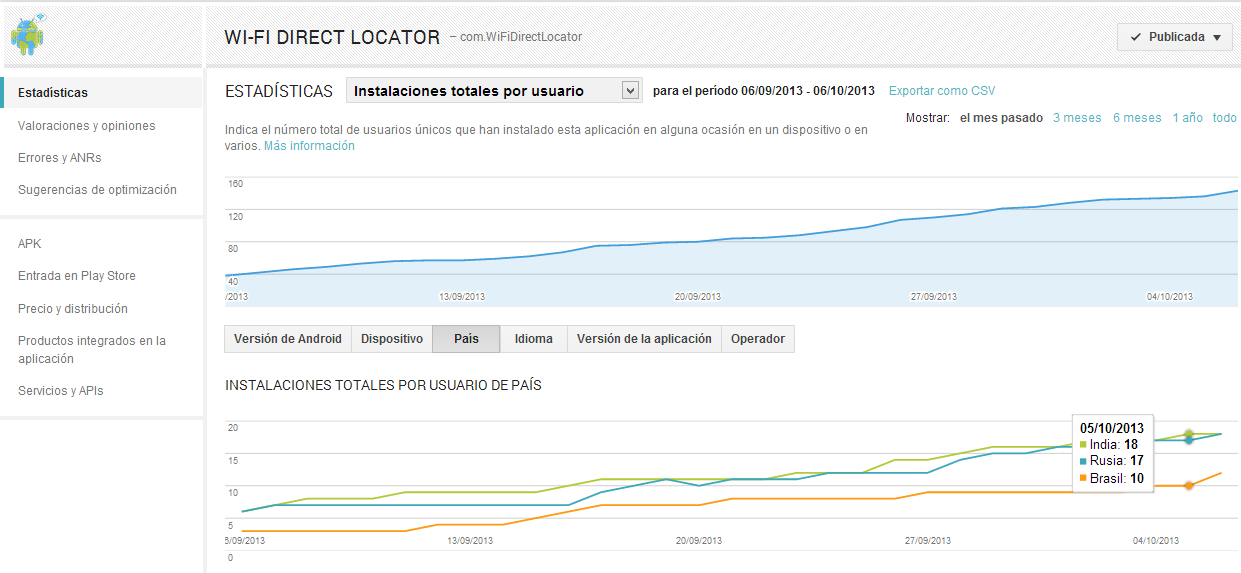 WI-FI DIRECT LOCATOR – com.WiFiDirectLocator
Publicada
Estadísticas
Valoraciones y opiniones
Errores y ANRs
Sugerencias de optimización
APK
Entrada en Play Store
Precio y distribución
Productos integrados en la
aplicación
Servicios y APIs
ESTADÍSTICAS Instalaciones totales por usuario para el periodo 06/09/2013 - 06/10/2013 Exportar como CSV
Mostrar: el mes pasado 3 meses 6 meses 1 año todo
Indica el número total de usuarios únicos que han instalado esta aplicación en alguna ocasión en un dispositivo o en
varios. Más información
160
120
80
40
/2013 13/09/2013 20/09/2013 27/09/2013 04/10/2013
Versión de Android Dispositivo País Idioma Versión de la aplicación Operador
INSTALACIONES TOTALES POR USUARIO DE PAÍS
20
15
10
5
0
05/10/2013
India: 18
Rusia: 17
Brasil: 10
/09/2013 13/09/2013 20/09/2013 27/09/2013 04/10/2013